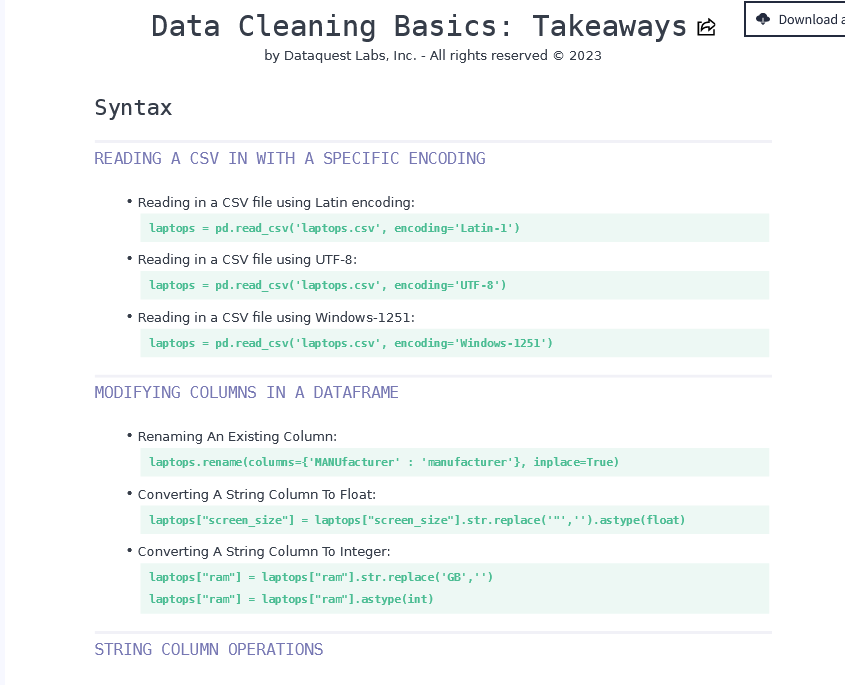 Data Cleaning Basics: Takeaways
Download a
by Dataquest Labs, Inc. - All rights reserved © 2023
Syntax
READING A CSV IN WITH A SPECIFIC ENCODING
• Reading in a CSV file using Latin encoding:
laptops = pd.read_csv('laptops.csv', encoding='Latin-1')
• Reading in a CSV file using UTF-8:
laptops = pd.read_csv('laptops.csv', encoding='UTF-8')
• Reading in a CSV file using Windows-1251:
laptops = pd.read_csv('laptops.csv', encoding='Windows-1251')
MODIFYING COLUMNS IN A DATAFRAME
• Renaming An Existing Column:
laptops.rename(columns={'MANUfacturer' : 'manufacturer'}, inplace=True)
• Converting A String Column To Float:
laptops["screen_size"] = laptops["screen_size"].str.replace('"','').astype(float)
• Converting A String Column To Integer:
laptops["ram"] = laptops["ram"].str.replace('GB','')
laptops["ram"] = laptops["ram"].astype(int)
STRING COLUMN OPERATIONS